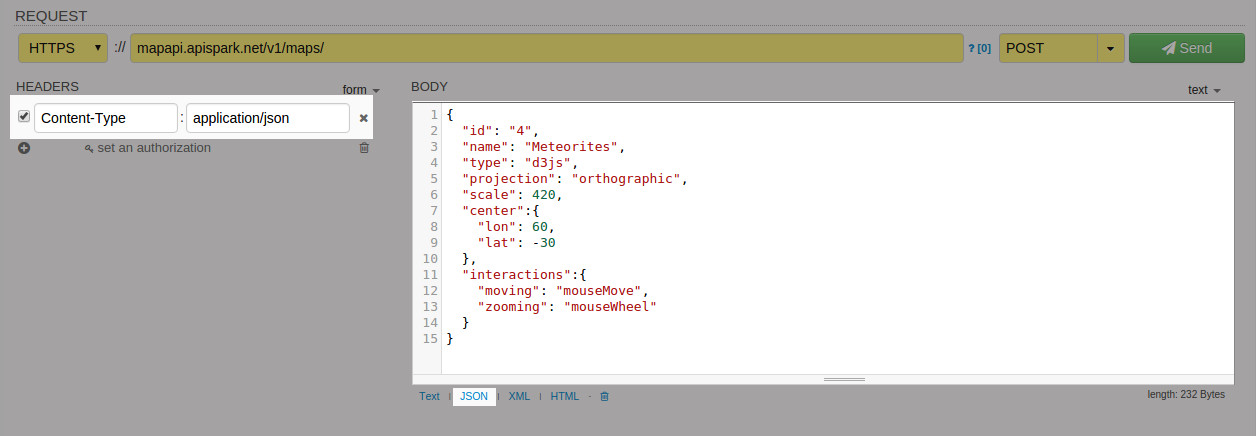 REQUEST
HTTPS :// mapapi.apispark.net/v1/maps/ ? [0] POST Send
HEADERS form
Content-Type : application/json
set an authorization
BODY text
1 {
2 "id": "4",
3 "name": "Meteorites",
4 "type": "d3js",
5 "projection": "orthographic",
6 "scale": 420,
7 "center":{
8 "lon": 60,
9 "lat": -30
10 },
11 "interactions":{
12 "moving": "mouseMove",
13 "zooming": "mouseWheel"
14 }
15 }
Text | JSON | XML | HTML - length: 232 Bytes